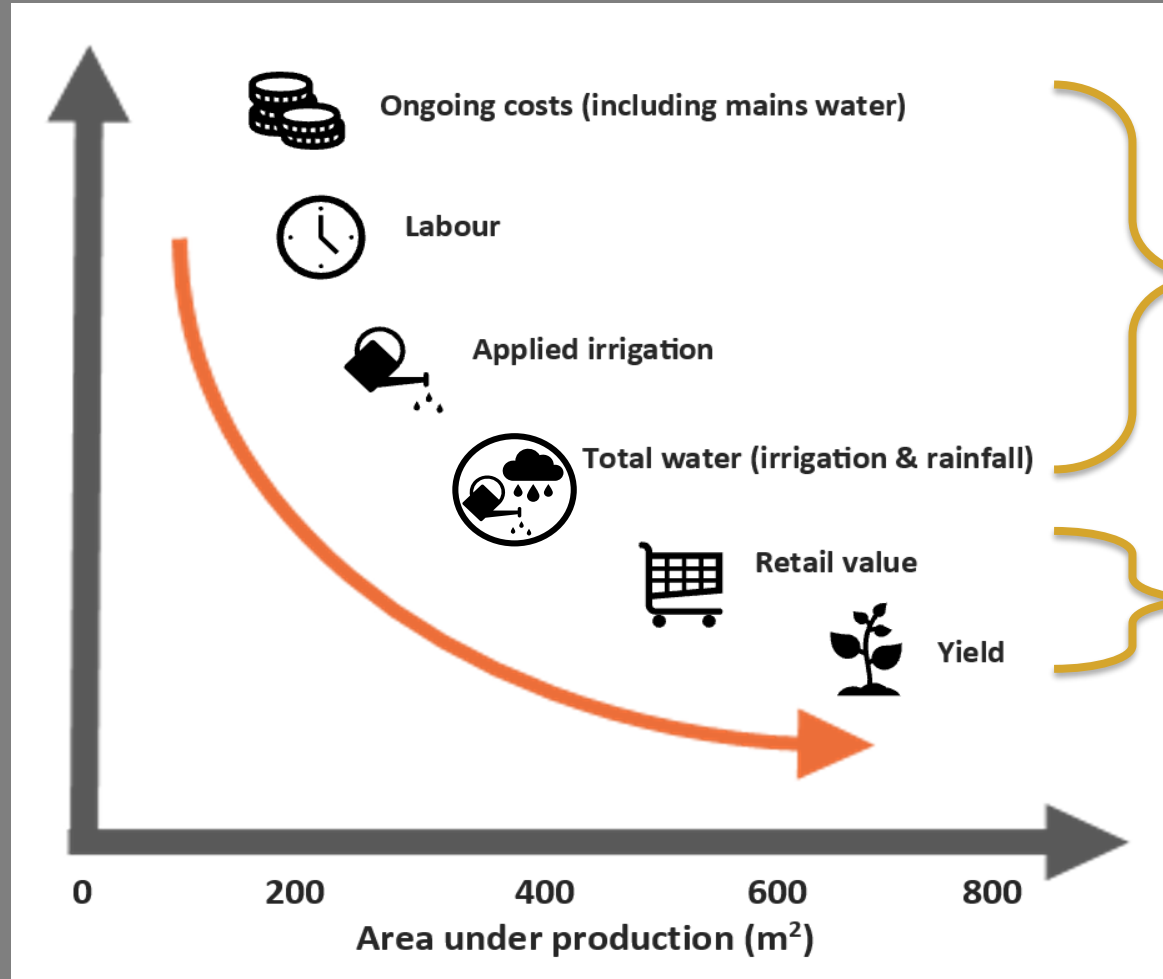 Ongoing costs (including mains water)
Labour
Applied irrigation
Total water (irrigation & rainfall)
Retail value
Yield
0 200 400 600 800
Area under production (m²)